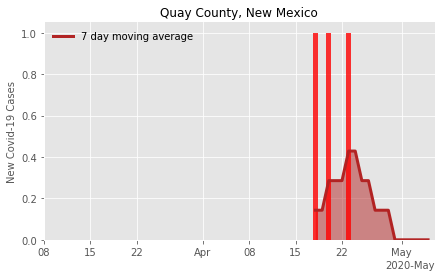 Quay County, New Mexico
7 day moving average
New Covid-19 Cases
1.0
0.8
0.6
0.4
0.2
0.0
08 15 22 Apr 08 15 22 May
2020-May